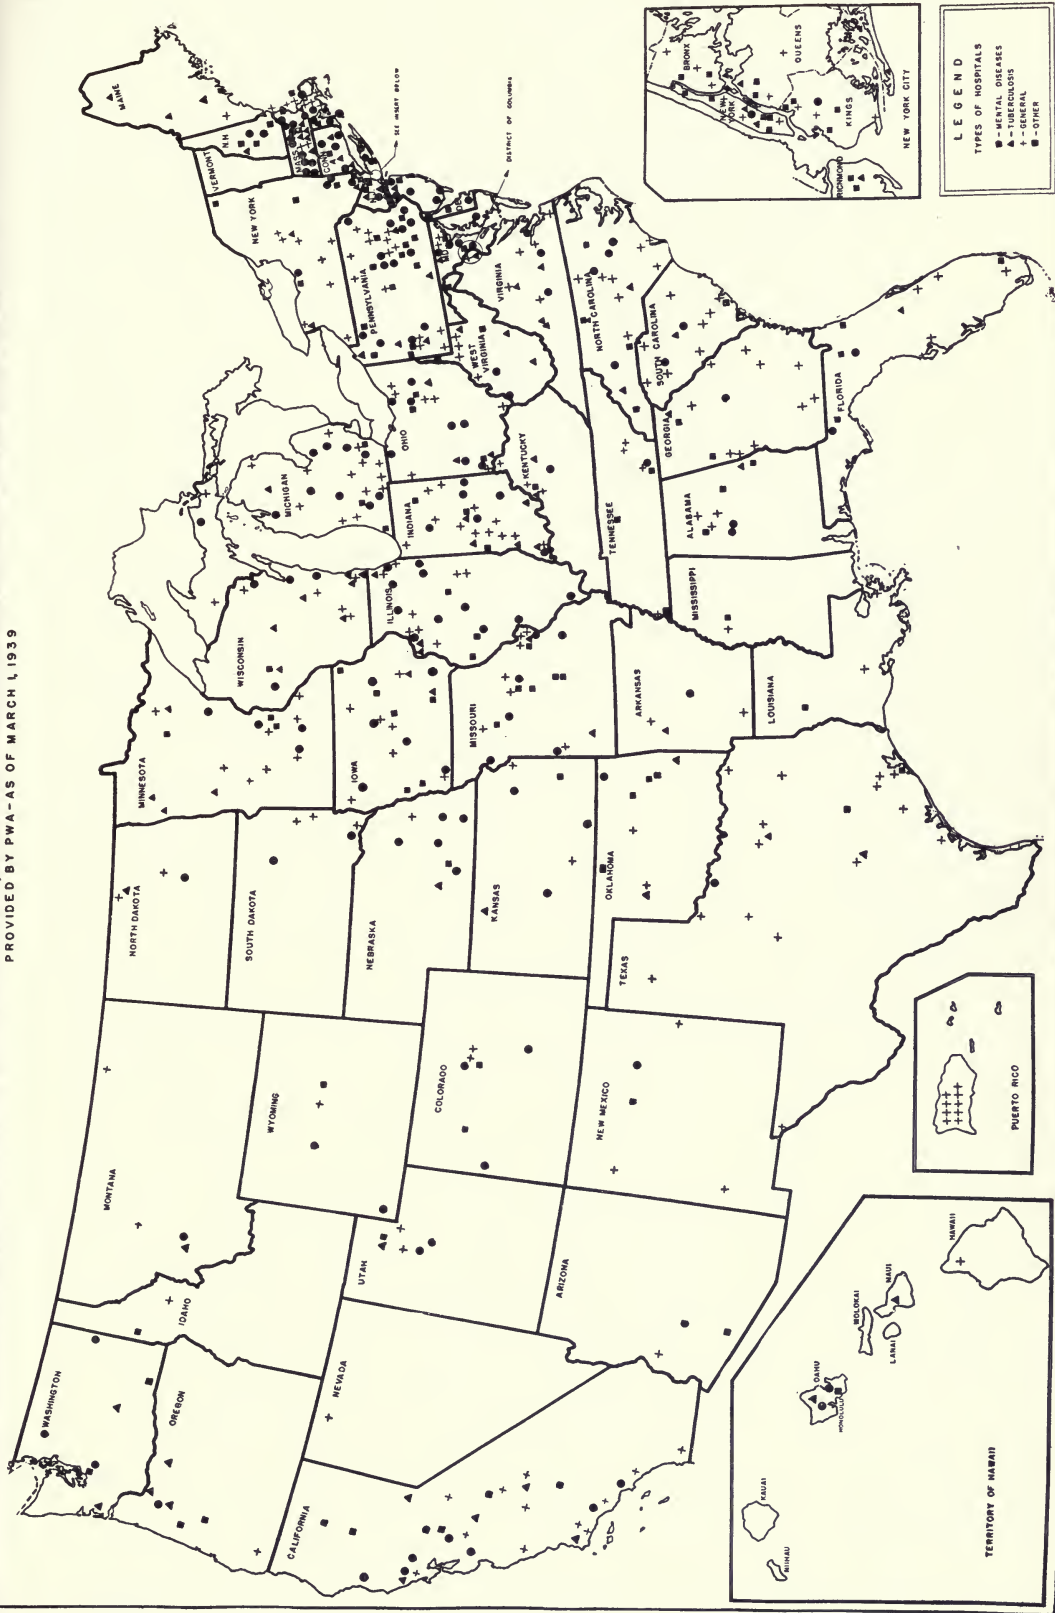 PROVIDED BY PWA - AS OF MARCH 1, 1939
WASHINGTON
OREGON
CALIFORNIA
NEVADA
IDAHO
MONTANA
WYOMING
UTAH
ARIZONA
COLORADO
NEW MEXICO
NORTH DAKOTA
SOUTH DAKOTA
NEBRASKA
KANSAS
OKLAHOMA
TEXAS
MINNESOTA
IOWA
MISSOURI
ARKANSAS
LOUISIANA
WISCONSIN
ILLINOIS
MICHIGAN
INDIANA
OHIO
KENTUCKY
TENNESSEE
MISSISSIPPI
ALABAMA
GEORGIA
FLORIDA
SOUTH CAROLINA
NORTH CAROLINA
VIRGINIA
WEST VIRGINIA
PENNSYLVANIA
NEW YORK
VERMONT
N.H.
MAINE
MASS
CONN
MD.
DEL
SEE INSERT BELOW
DISTRICT OF COLUMBIA
BRONX
NEW YORK
QUEENS
KINGS
RICHMOND
NEW YORK CITY
LEGEND
TYPES OF HOSPITALS
- MENTAL DISEASES
- TUBERCULOSIS
- GENERAL
- OTHER
PUERTO RICO
TERRITORY OF HAWAII
NIIHAU
KAUAI
OAHU
HONOLULU
MOLOKAI
LANAI
MAUI
HAWAII